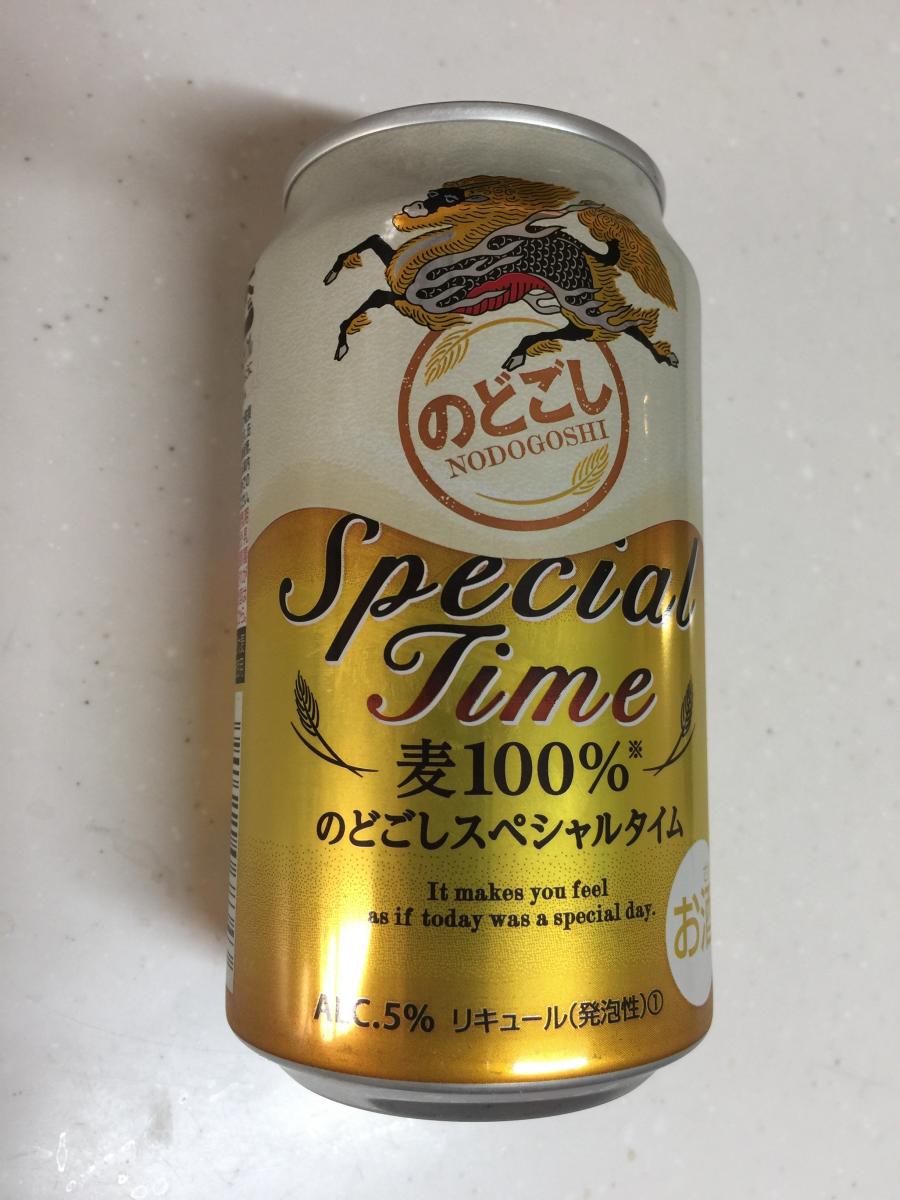 のどごし
NODOGOSHI
Special
Time
麦100%※
のどごしスペシャルタイム
It makes you feel
as if today was a special day.
お酒
ALC.5% リキュール(発泡性)①